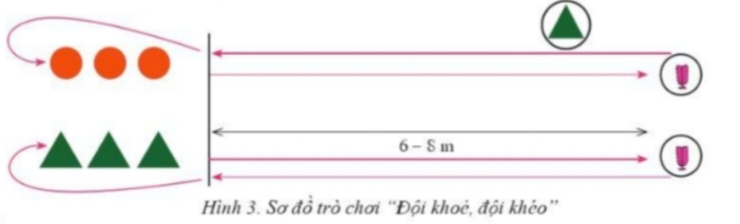 6 – 8 m
Hình 3. Sơ đồ trò chơi “Đội khoẻ, đội khéo”